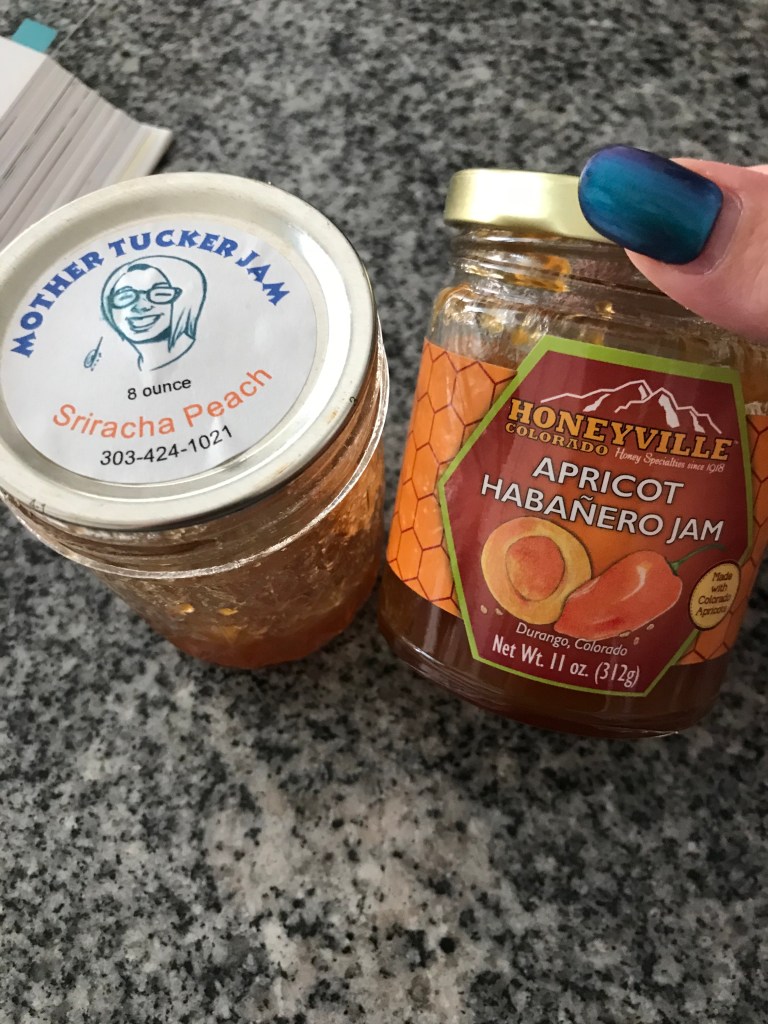 MOTHER TUCKER JAM
8 ounce
Sriracha Peach
303-424-1021
HONEYVILLE
COLORADO Honey Specialties since 1918
APRICOT
HABAÑERO JAM
Made
with
Colorado
Apricots
Durango, Colorado
Net Wt. 11 oz. (312g)